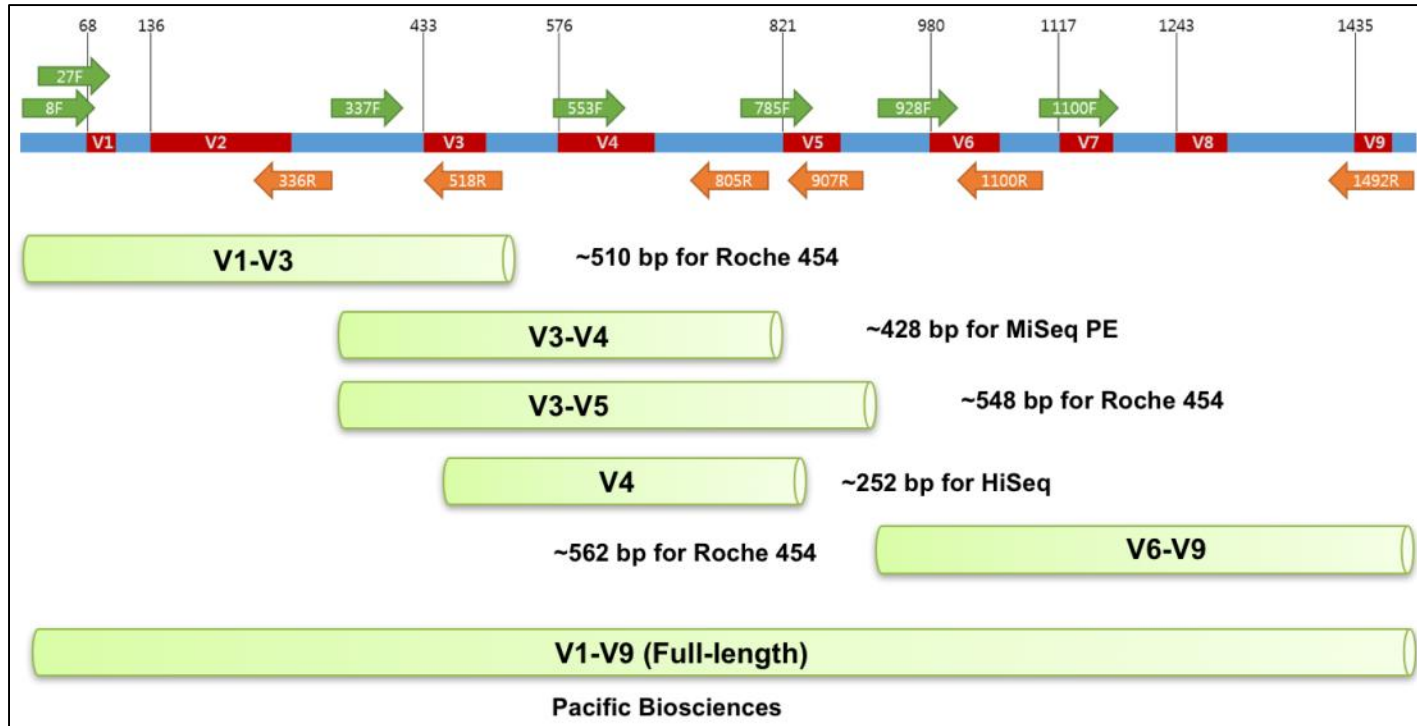 68 136 433 576 821 980 1117 1243 1435
27F
8F 337F 553F 785F 928F 1100F
V1 V2 V3 V4 V5 V6 V7 V8 V9
336R 518R 805R 907R 1100R 1492R
V1-V3 ~510 bp for Roche 454
V3-V4 ~428 bp for MiSeq PE
V3-V5 ~548 bp for Roche 454
V4 ~252 bp for HiSeq
~562 bp for Roche 454 V6-V9
V1-V9 (Full-length)
Pacific Biosciences